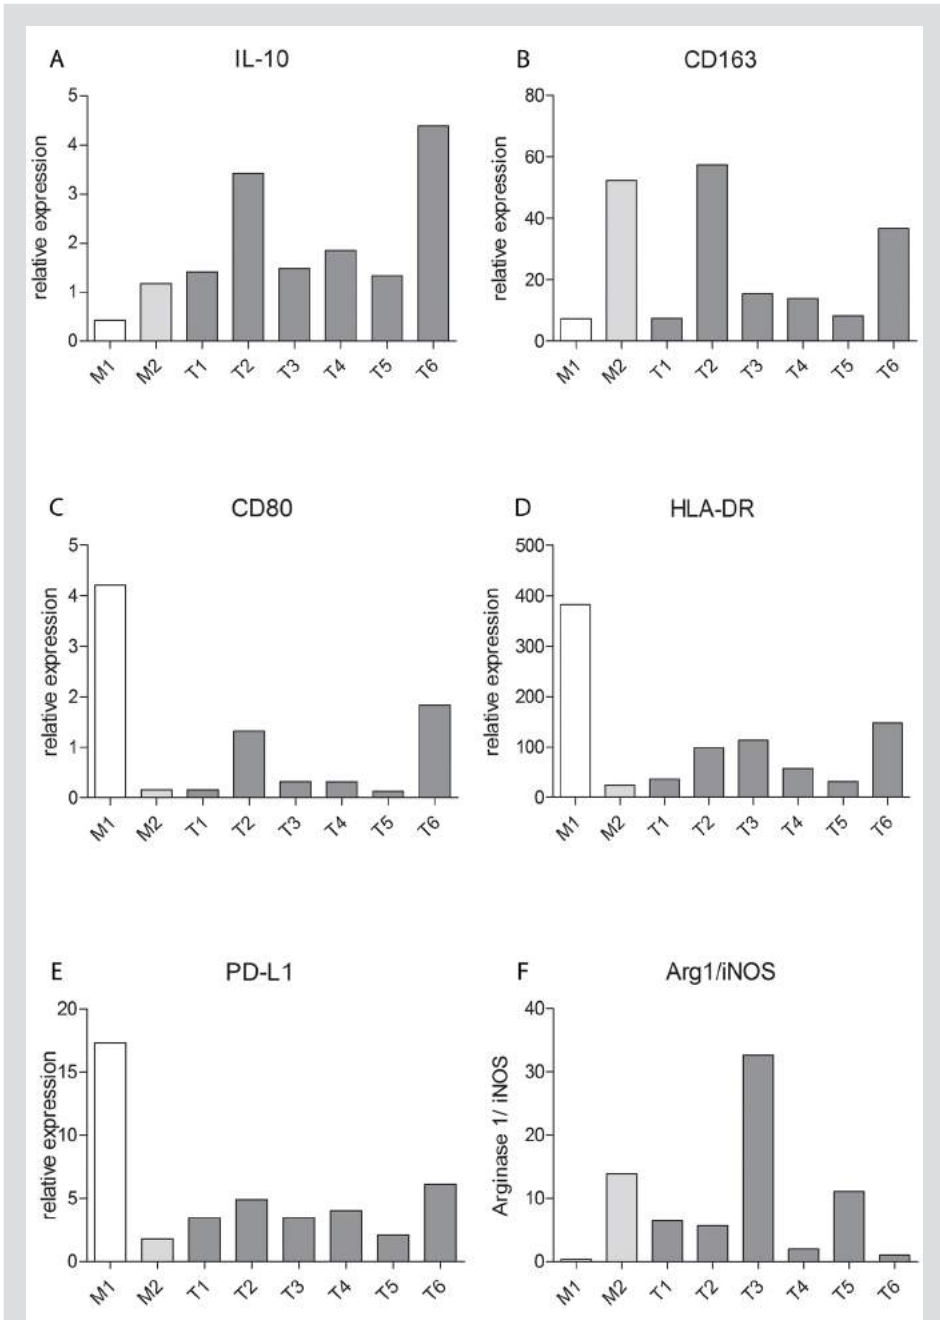 A IL-10
relative expression
5
4
3
2
1
0
M1 M2 T1 T2 T3 T4 T5 T6
B CD163
relative expression
80
60
40
20
0
M1 M2 T1 T2 T3 T4 T5 T6
C CD80
relative expression
5
4
3
2
1
0
M1 M2 T1 T2 T3 T4 T5 T6
D HLA-DR
relative expression
500
400
300
200
100
0
M1 M2 T1 T2 T3 T4 T5 T6
E PD-L1
relative expression
20
15
10
5
0
M1 M2 T1 T2 T3 T4 T5 T6
F Arg1/iNOS
Arginase 1/ iNOS
40
30
20
10
0
M1 M2 T1 T2 T3 T4 T5 T6